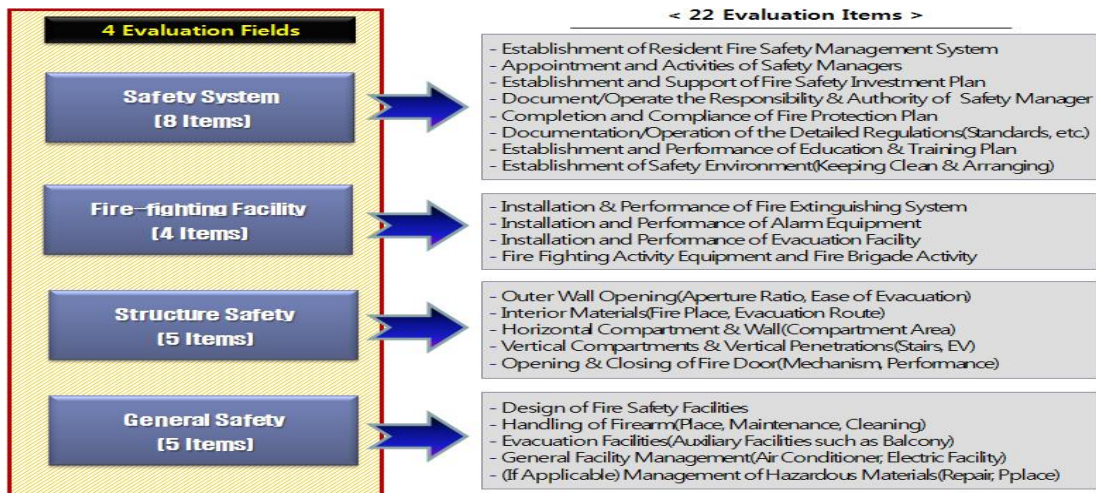 4 Evaluation Fields
< 22 Evaluation Items >
Safety System
(8 Items)
- Establishment of Resident Fire Safety Management System
- Appointment and Activities of Safety Managers
- Establishment and Support of Fire Safety Investment Plan
- Document/Operate the Responsibility & Authority of Safety Manager
- Completion and Compliance of Fire Protection Plan
- Documentation/Operation of the Detailed Regulations(Standards, etc.)
- Establishment and Performance of Education & Training Plan
- Establishment of Safety Environment(Keeping Clean & Arranging)
Fire-fighting Facility
(4 Items)
- Installation & Performance of Fire Extinguishing System
- Installation and Performance of Alarm Equipment
- Installation and Performance of Evacuation Facility
- Fire Fighting Activity Equipment and Fire Brigade Activity
Structure Safety
(5 Items)
- Outer Wall Opening(Aperture Ratio, Ease of Evacuation)
- Interior Materials(Fire Place, Evacuation Route)
- Horizontal Compartment & Wall(Compartment Area)
- Vertical Compartments & Vertical Penetrations(Stairs, EV)
- Opening & Closing of Fire Door(Mechanism, Performance)
General Safety
(5 Items)
- Design of Fire Safety Facilities
- Handling of Firearm(Place, Maintenance, Cleaning)
- Evacuation Facilities(Auxiliary Facilities such as Balcony)
- General Facility Management(Air Conditioner, Electric Facility)
- (If Applicable) Management of Hazardous Materials(Repair, Pplace)